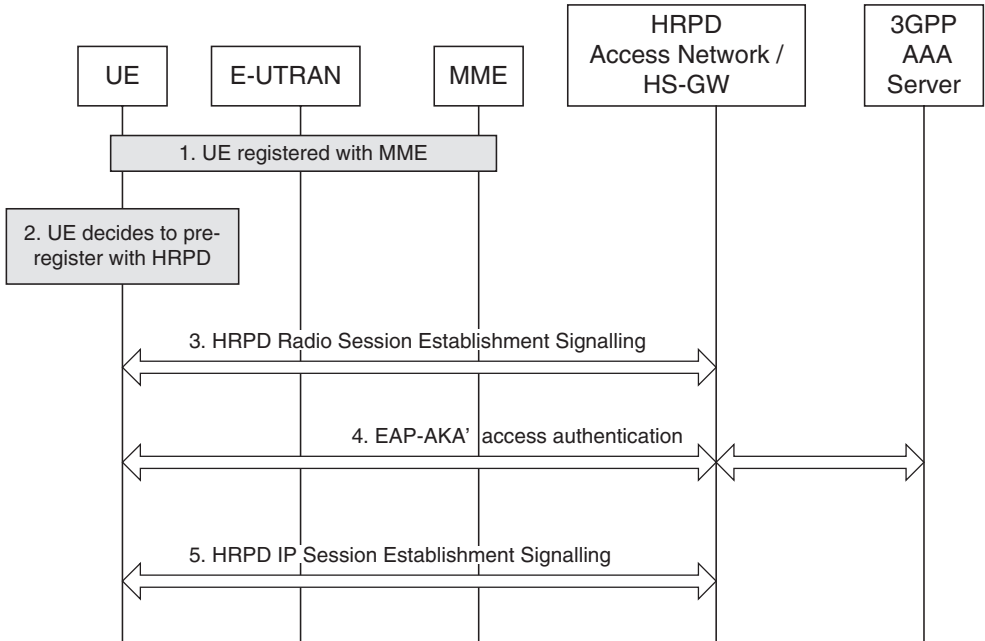 UE
E-UTRAN
MME
HRPD
Access Network /
HS-GW
3GPP
AAA
Server
1. UE registered with MME
2. UE decides to pre-
register with HRPD
3. HRPD Radio Session Establishment Signalling
4. EAP-AKA’ access authentication
5. HRPD IP Session Establishment Signalling